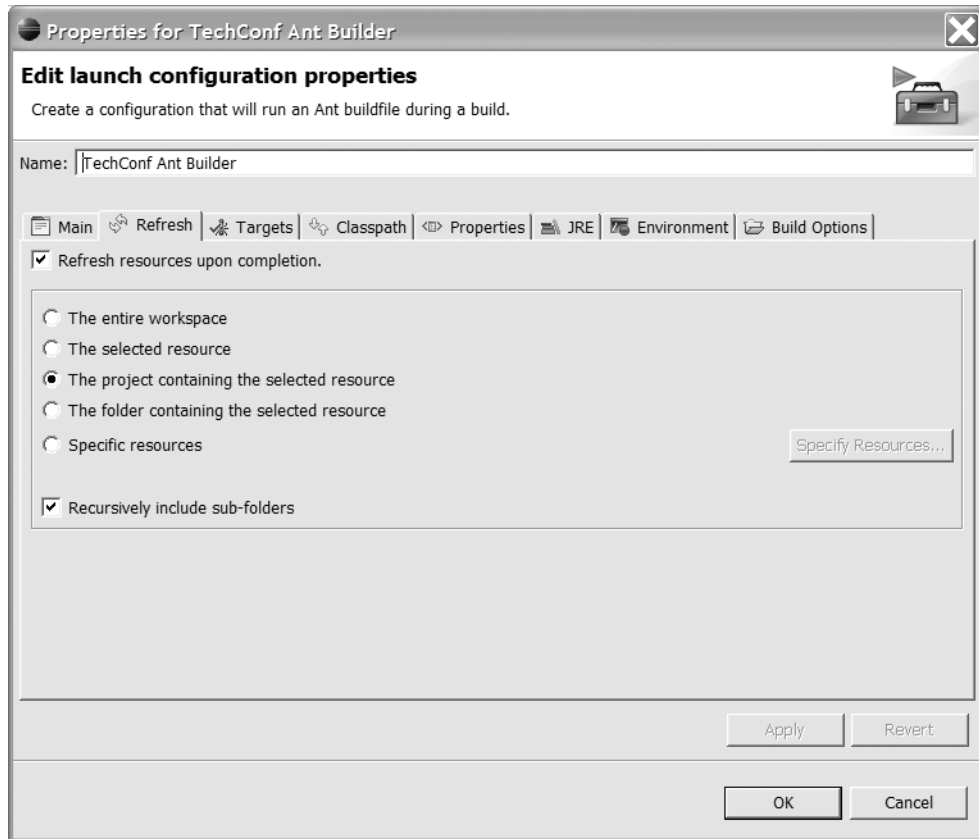 Properties for TechConf Ant Builder
Edit launch configuration properties
Create a configuration that will run an Ant buildfile during a build.
Name: TechConf Ant Builder
Main Refresh Targets Classpath Properties JRE Environment Build Options
Refresh resources upon completion.
The entire workspace
The selected resource
The project containing the selected resource
The folder containing the selected resource
Specific resources Specify Resources...
Recursively include sub-folders
Apply Revert
OK Cancel